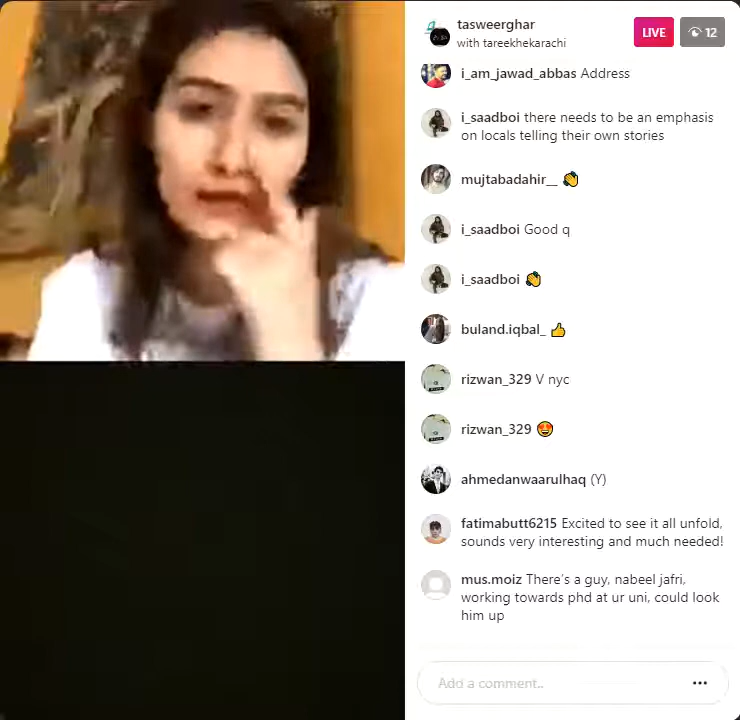 tasweerghar
with tareekhekarachi
LIVE
12
i_am_jawad_abbas Address
i_saadboi there needs to be an emphasis
on locals telling their own stories
mujtabadahir__ 👏
i_saadboi Good q
i_saadboi 👏
buland.iqbal_ 👍
rizwan_329 V nyc
rizwan_329 😍
ahmedanwaarulhaq (Y)
fatimabutt6215 Excited to see it all unfold,
sounds very interesting and much needed!
mus.moiz There's a guy, nabeel jafri,
working towards phd at ur uni, could look
him up
Add a comment..